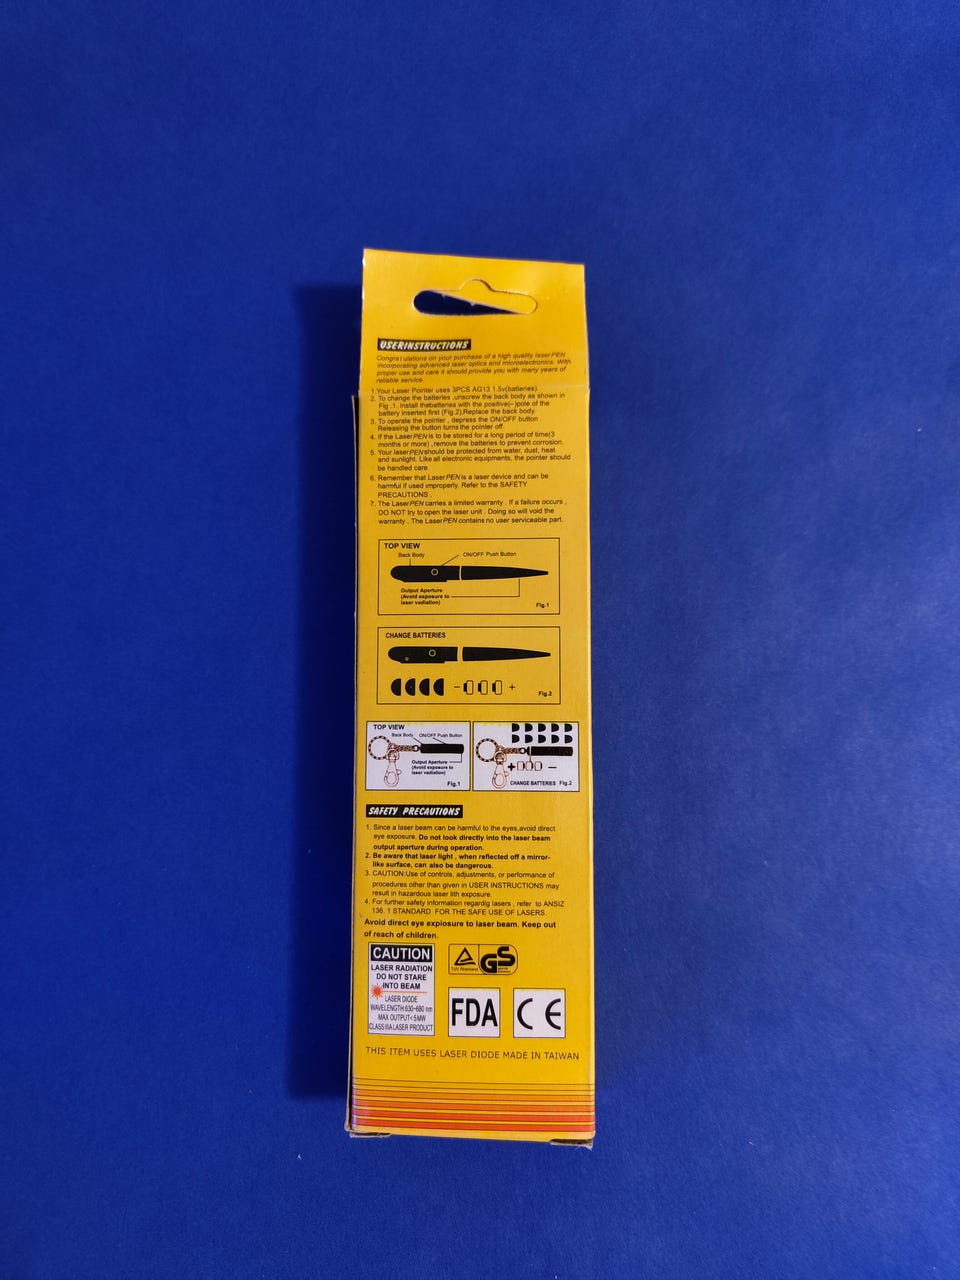 USERINSTRUCTIONS
Congratulations on your purchase of a high quality laserPEN
incorporating advanced laser optics and microelectronics. With
proper use and care it should provide you with many years of
reliable service.
1.Your Laser Pointer uses 3PCS AG13 1.5v(batteries).
2. To change the batteries ,unscrew the back body as shown in
Fig .1. Install thebatteries with the positive(-)pole of the
battery inserted first (Fig.2).Replace the back body.
3. To operate the pointer , depress the ON/OFF button .
Releasing the button turns the pointer off.
4. If the LaserPEN is to be stored for a long period of time(3
months or more) ,remove the batteries to prevent corrosion.
5. Your laserPEN should be protected from water, dust, heat
and sunlight. Like all electronic equipments, the pointer should
be handled care.
6. Remember that Laser PEN is a laser device and can be
harmful if used improperly. Refer to the SAFETY
PRECAUTIONS .
7. The LaserPEN carries a limited warranty . If a failure occurs ,
DO NOT try to open the laser unit . Doing so will void the
warranty . The LaserPEN contains no user serviceable part.
TOP VIEW
Back Body ON/OFF Push Button
Output Aperture
(Avoid exposure to
laser vadiation)
Fig.1
CHANGE BATTERIES
- +
Fig.2
TOP VIEW
Back Body ON/OFF Push Button
Output Aperture
(Avoid exposure to
laser vadiation)
Fig.1
+ -
CHANGE BATTERIES Fig.2
SAFETY PRECAUTIONS
1. Since a laser beam can be harmful to the eyes,avoid direct
eye exposure. Do not look directly into the laser beam
output aperture during operation.
2. Be aware that laser light , when reflected off a mirror-
like surface, can also be dangerous.
3. CAUTION:Use of controls, adjustments, or performance of
procedures other than given in USER INSTRUCTIONS may
result in hazardous laser lith exposure.
4. For further safety information regardig lasers , refer to ANSIZ
136. 1 STANDARD FOR THE SAFE USE OF LASERS.
Avoid direct eye expiosure to laser beam. Keep out
of reach of children.
CAUTION
LASER RADIATION
DO NOT STARE
INTO BEAM
LASER DIODE
WAVELENGTH:630~680 nm
MAX OUTPUT<5MW
CLASS IIIA LASER PRODUCT
TÜV Rheinland
GS
FDA
CE
THIS ITEM USES LASER DIODE MADE IN TAIWAN